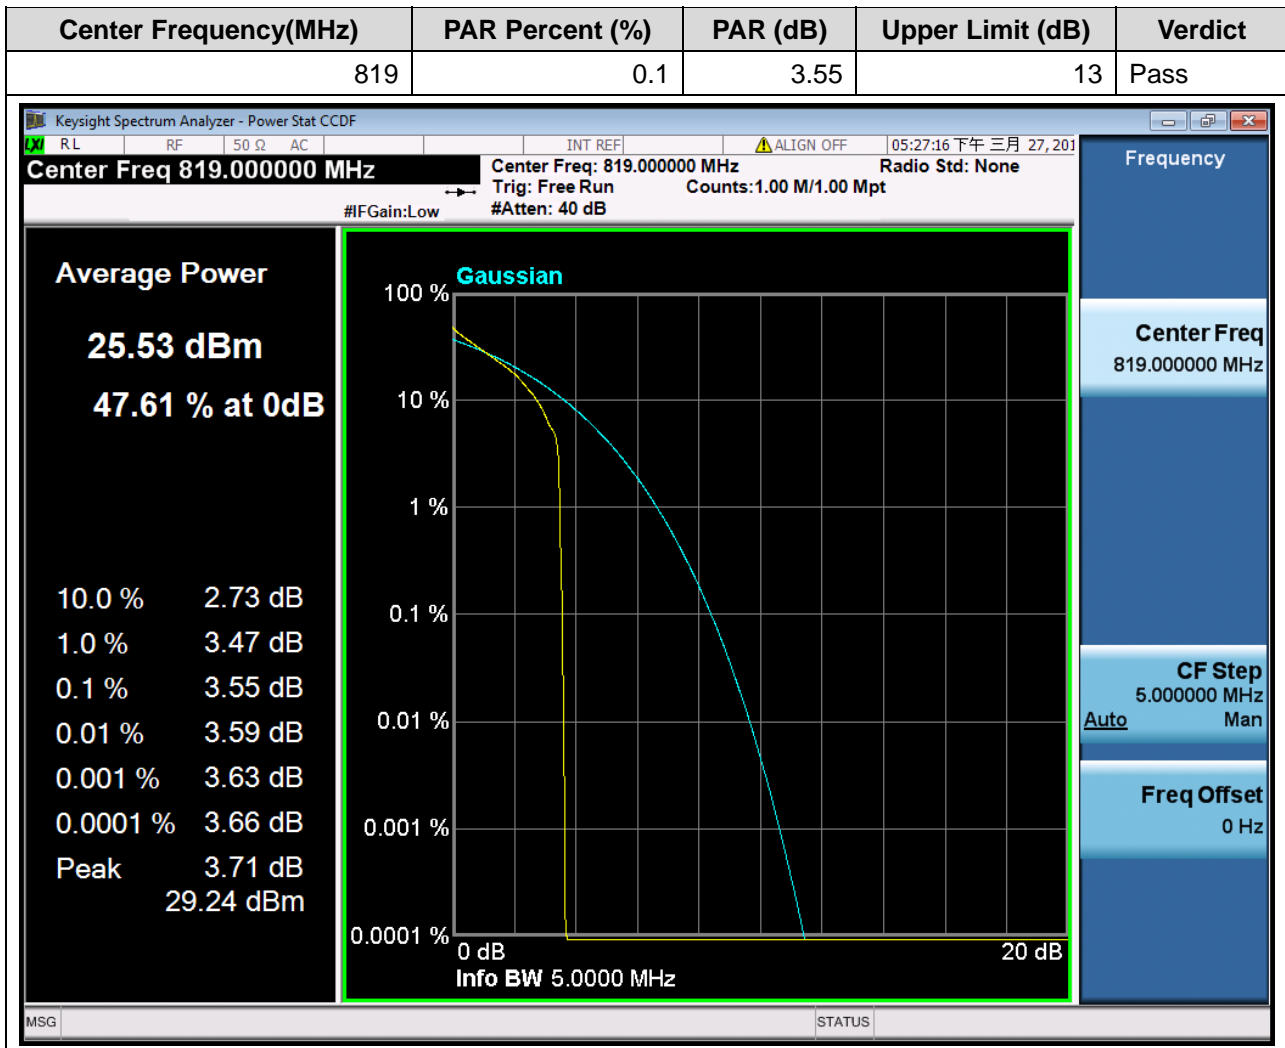 Center Frequency(MHz) PAR Percent (%) PAR (dB) Upper Limit (dB) Verdict
819 0.1 3.55 13 Pass
Keysight Spectrum Analyzer - Power Stat CCDF
LXI RL RF 50 Ω AC INT REF ALIGN OFF 05:27:16 下午 三月 27, 201
Center Freq 819.000000 MHz
Center Freq: 819.000000 MHz Radio Std: None
Trig: Free Run Counts:1.00 M/1.00 Mpt
#IFGain:Low #Atten: 40 dB
Frequency
Average Power
25.53 dBm
47.61 % at 0dB
10.0 % 2.73 dB
1.0 % 3.47 dB
0.1 % 3.55 dB
0.01 % 3.59 dB
0.001 % 3.63 dB
0.0001 % 3.66 dB
Peak 3.71 dB
29.24 dBm
Gaussian
100 %
10 %
1 %
0.1 %
0.01 %
0.001 %
0.0001 %
0 dB 20 dB
Info BW 5.0000 MHz
Center Freq
819.000000 MHz
CF Step
5.000000 MHz
Auto Man
Freq Offset
0 Hz
MSG STATUS